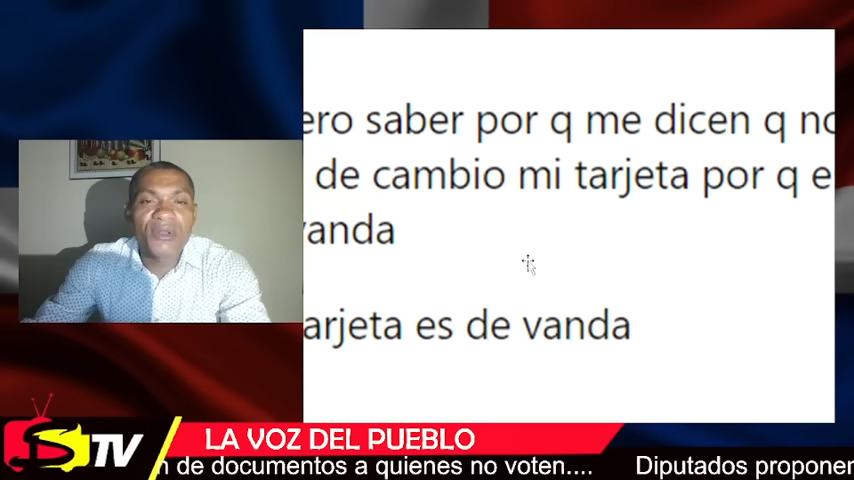 ero saber por q me dicen q no
de cambio mi tarjeta por q e
vanda
arjeta es de vanda
STV
LA VOZ DEL PUEBLO
n de documentos a quienes no voten.... Diputados proponen